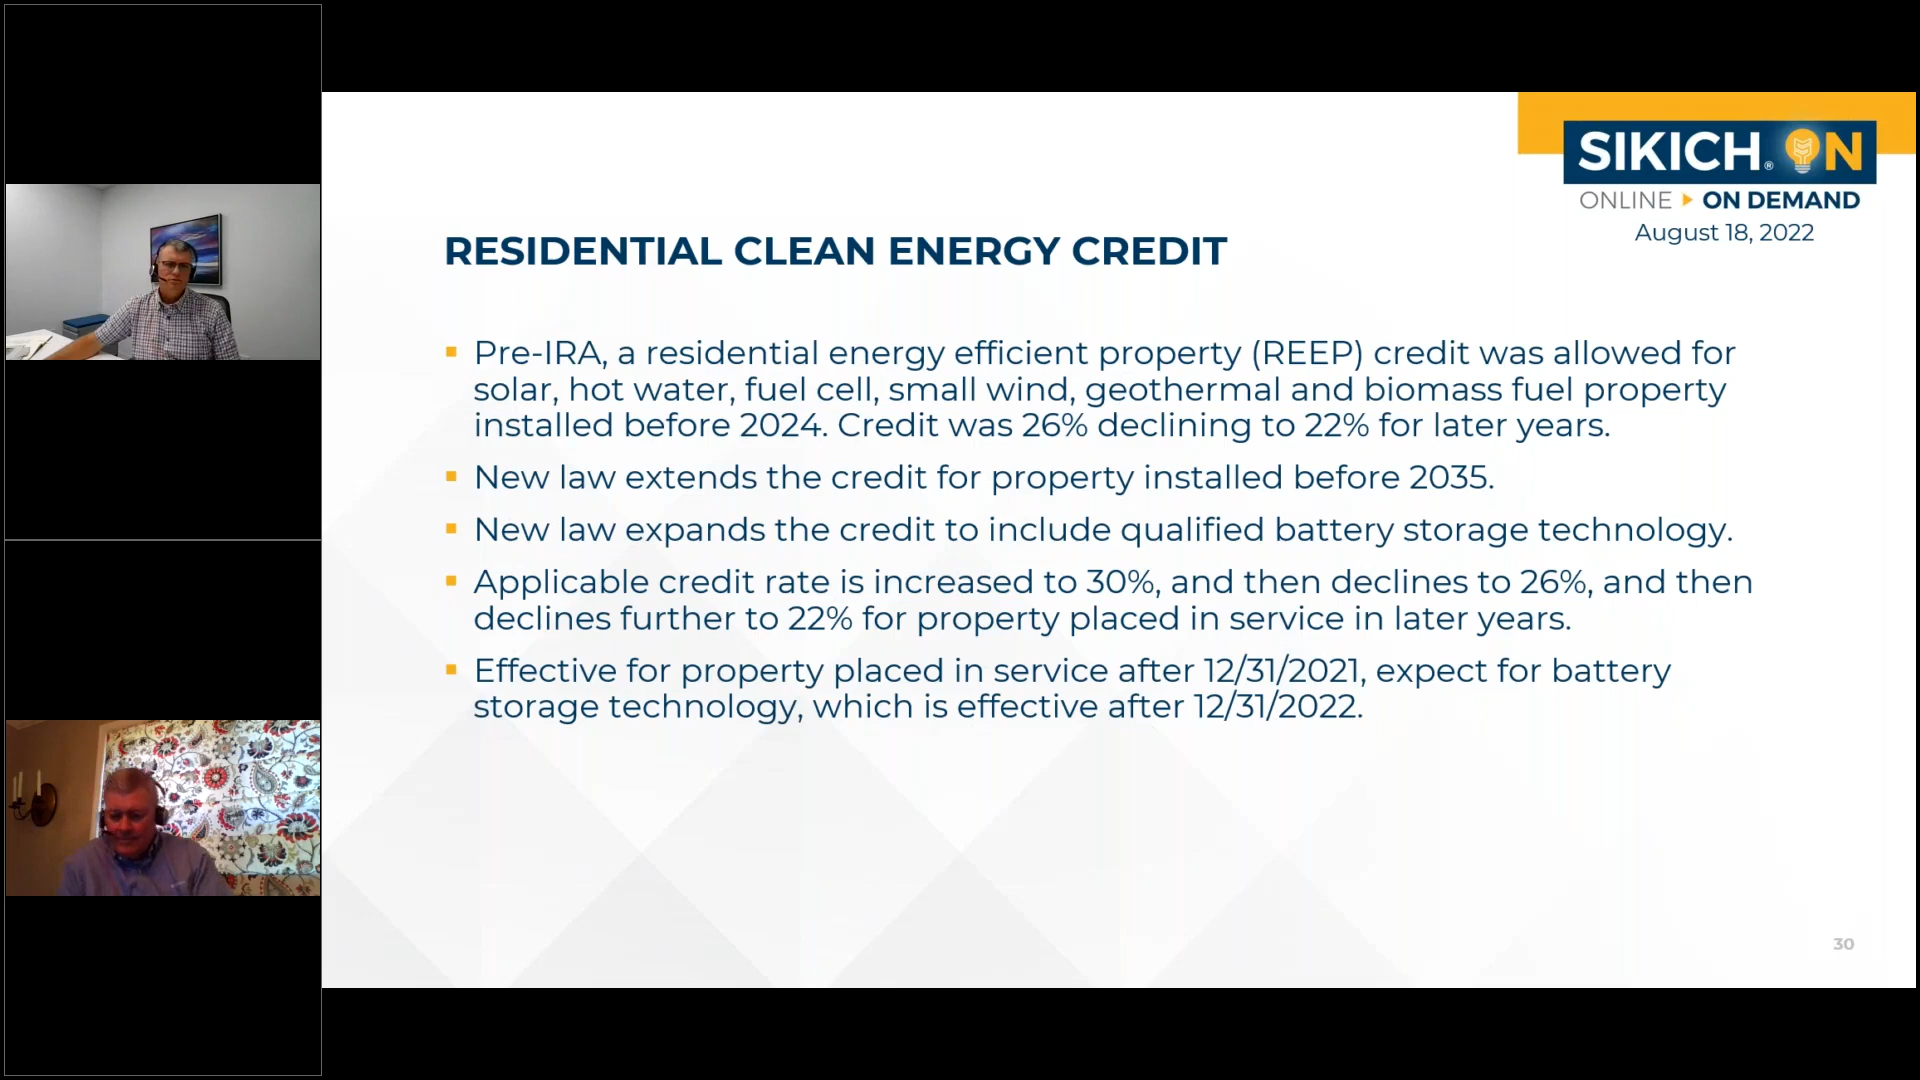 SIKICH® ON
ONLINE ▶ ON DEMAND
August 18, 2022
RESIDENTIAL CLEAN ENERGY CREDIT
▪ Pre-IRA, a residential energy efficient property (REEP) credit was allowed for
solar, hot water, fuel cell, small wind, geothermal and biomass fuel property
installed before 2024. Credit was 26% declining to 22% for later years.
▪ New law extends the credit for property installed before 2035.
▪ New law expands the credit to include qualified battery storage technology.
▪ Applicable credit rate is increased to 30%, and then declines to 26%, and then
declines further to 22% for property placed in service in later years.
▪ Effective for property placed in service after 12/31/2021, expect for battery
storage technology, which is effective after 12/31/2022.
30